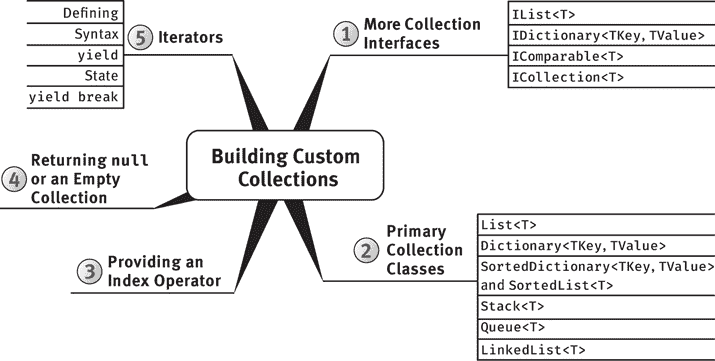 Building Custom
Collections
1 More Collection
Interfaces
IList<T>
IDictionary<TKey, TValue>
IComparable<T>
ICollection<T>
2 Primary
Collection
Classes
List<T>
Dictionary<TKey, TValue>
SortedDictionary<TKey, TValue>
and SortedList<T>
Stack<T>
Queue<T>
LinkedList<T>
3 Providing an
Index Operator
4 Returning null
or an Empty
Collection
5 Iterators
Defining
Syntax
yield
State
yield break